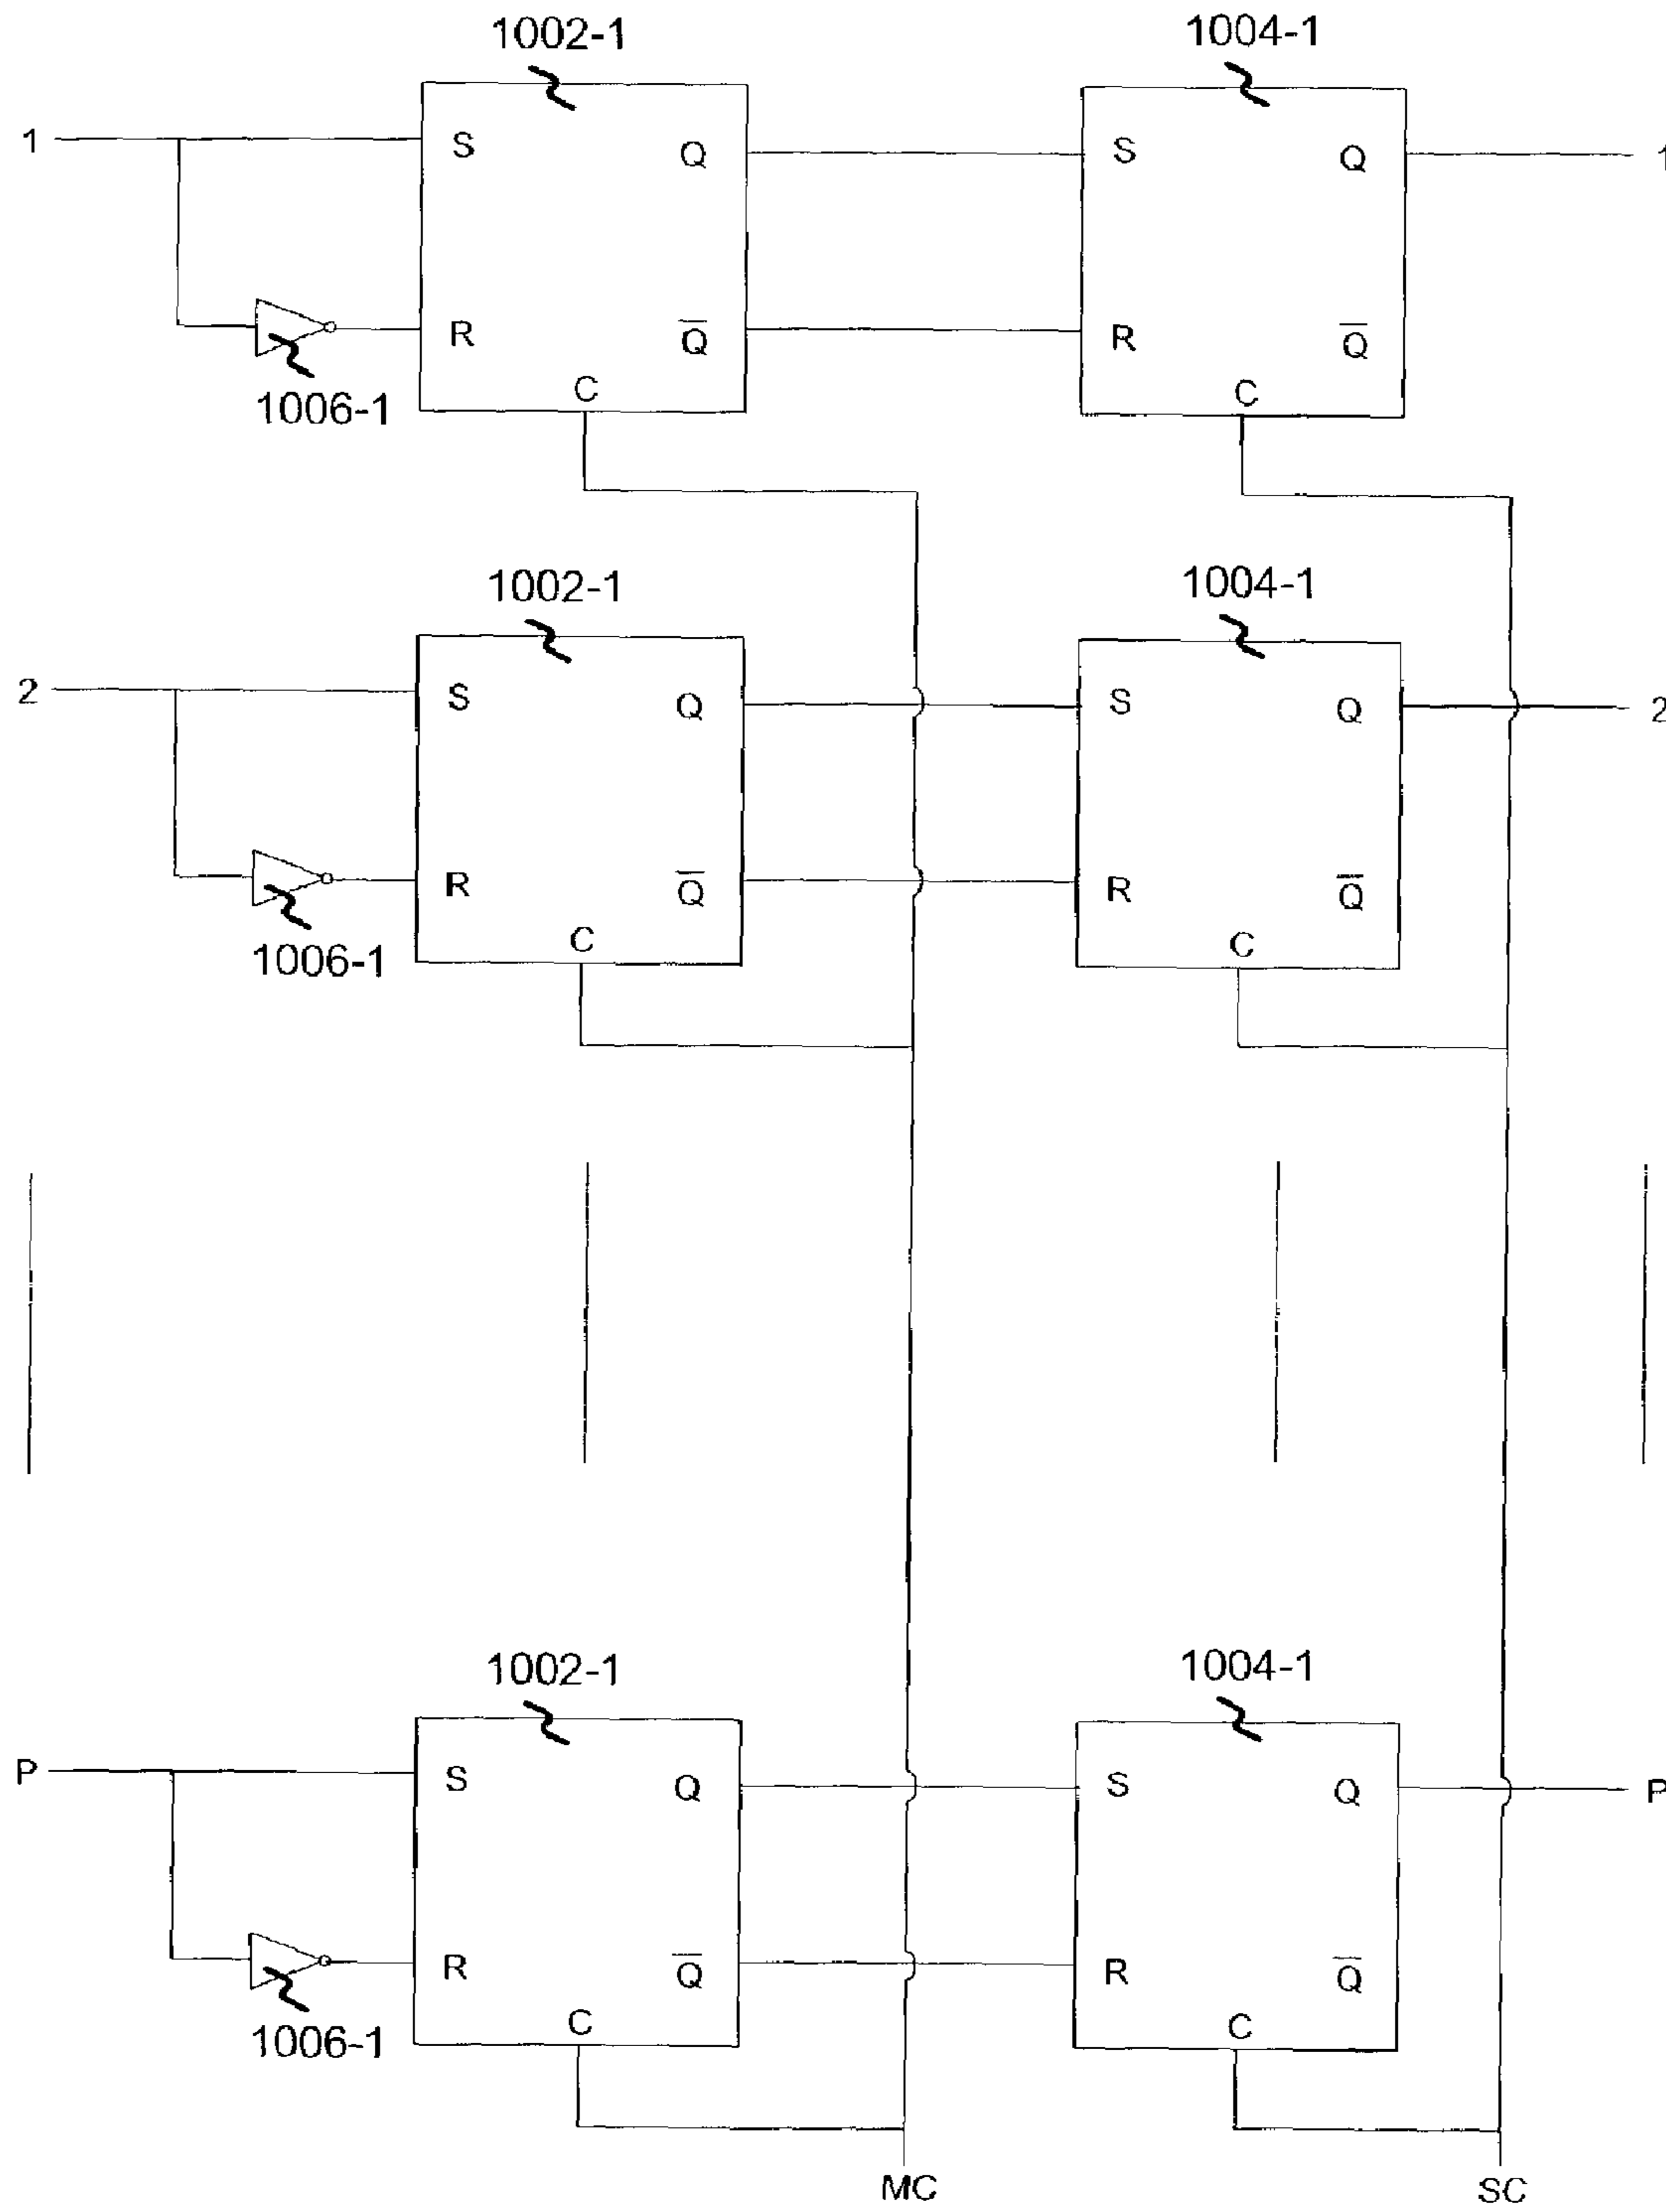 1002-1 1004-1
1 S Q S Q 1
R Q̅ R Q̅
C C
1006-1
1002-1 1004-1
2 S Q S Q 2
R Q̅ R Q̅
C C
1006-1
1002-1 1004-1
P S Q S Q P
R Q̅ R Q̅
C C
1006-1
MC SC